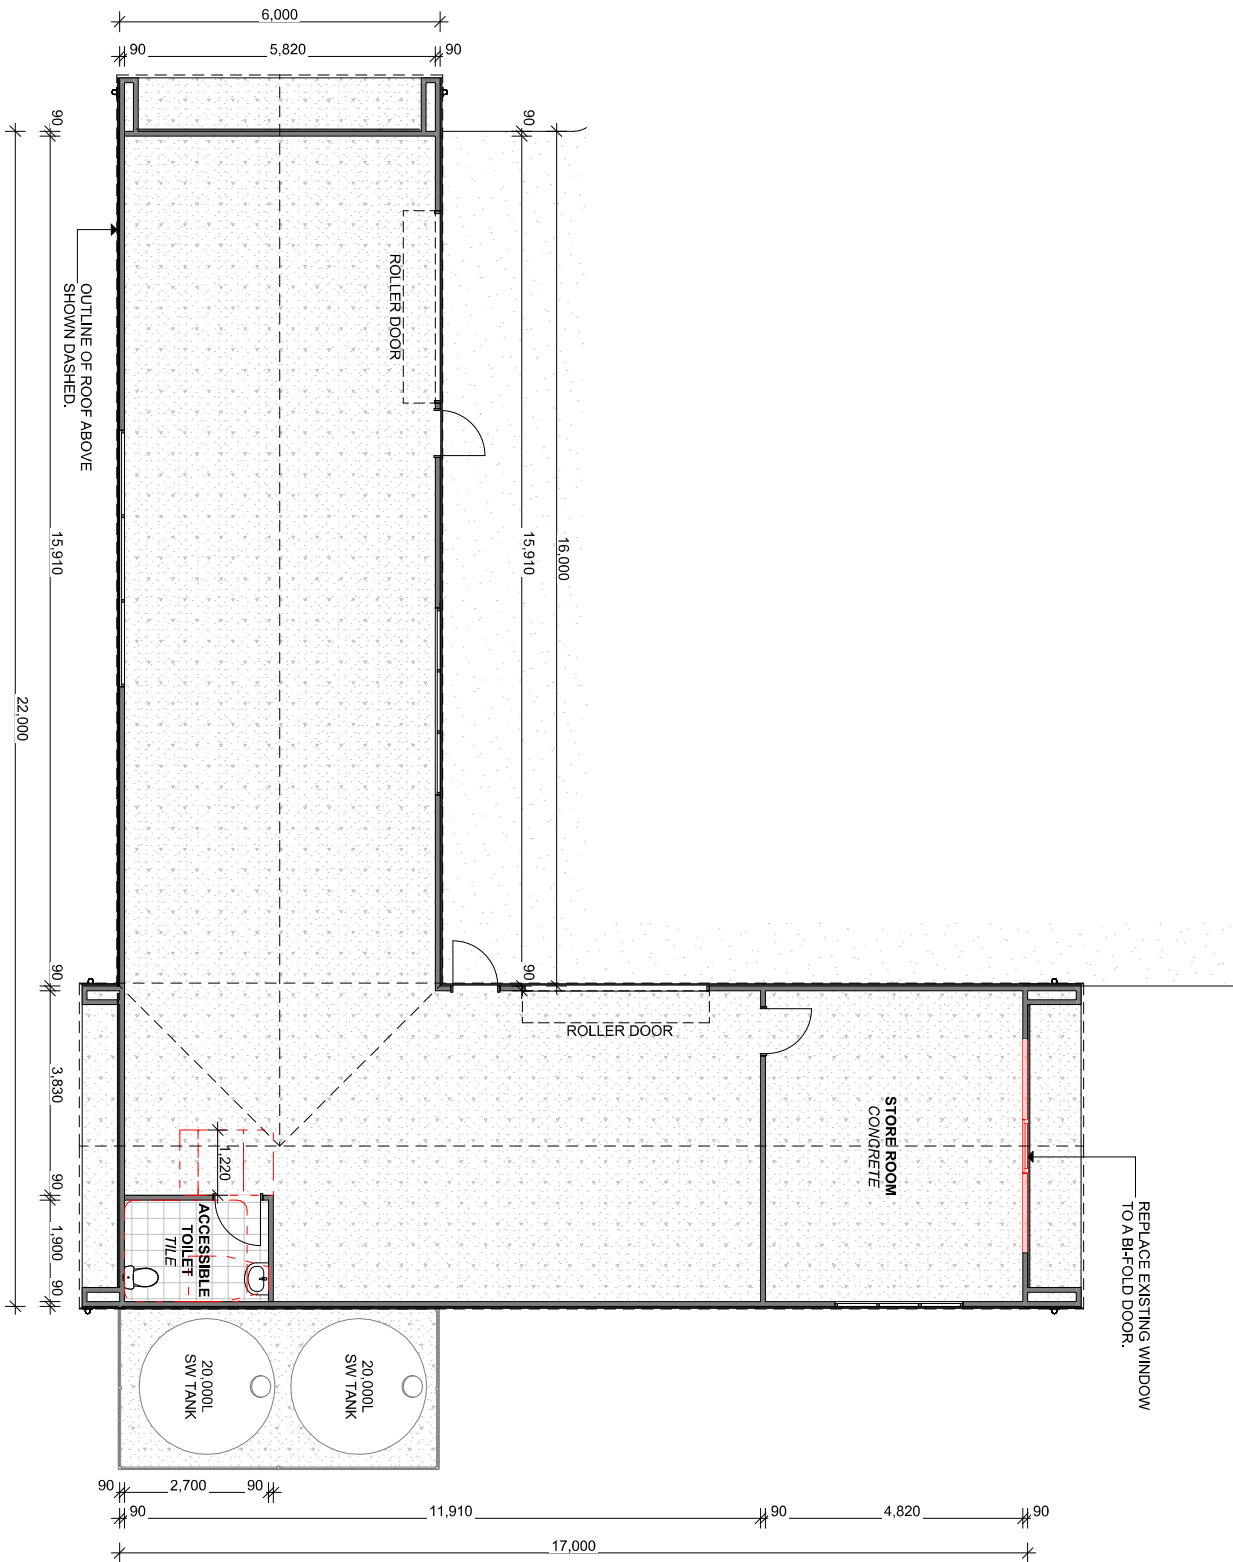 6,000
90
5,820
90
90
90
ROLLER DOOR
OUTLINE OF ROOF ABOVE
SHOWN DASHED.
15,910
15,910
16,000
22,000
90
90
ROLLER DOOR
3,830
1,220
STORE ROOM
CONCRETE
90
ACCESSIBLE
TOILET
TILE
1,900
90
REPLACE EXISTING WINDOW
TO A BI-FOLD DOOR.
20,000L
SW TANK
20,000L
SW TANK
90
2,700
90
90
11,910
90
4,820
90
17,000